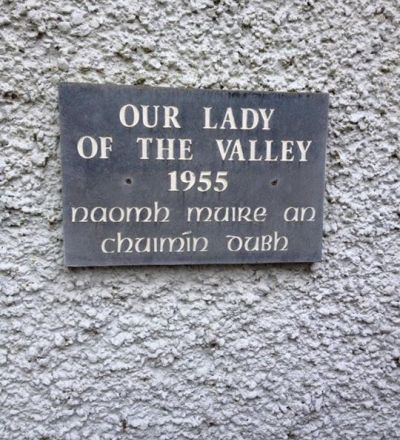 OUR LADY
OF THE VALLEY
1955
naomh muire an
chuimín dubh